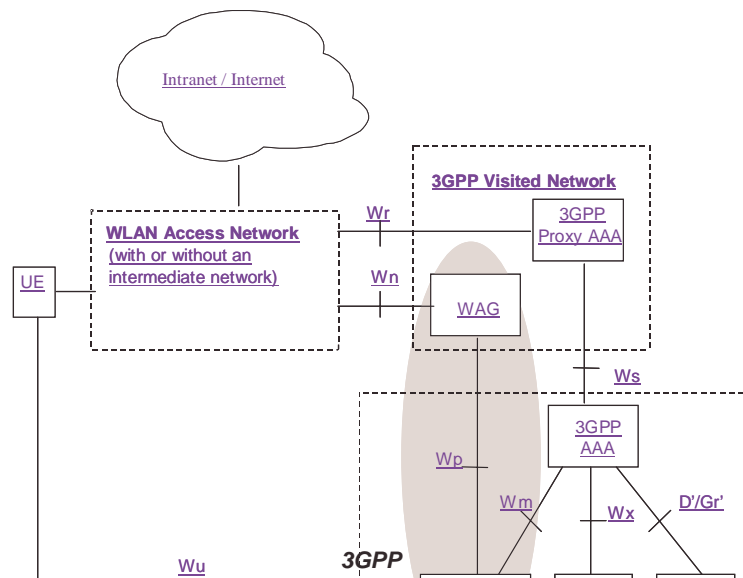 Intranet / Internet
3GPP Visited Network
Wr
3GPP
Proxy AAA
WLAN Access Network
(with or without an
intermediate network)
UE
Wn
WAG
Ws
3GPP
AAA
Wp
Wm
Wx
D'/Gr'
3GPP
Wu